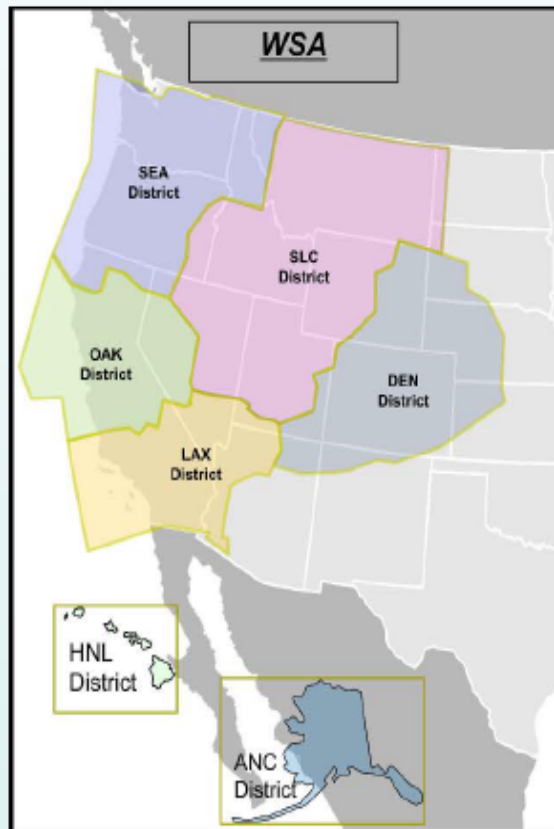 WSA
SEA
District
SLC
District
OAK
District
DEN
District
LAX
District
HNL
District
ANC
District